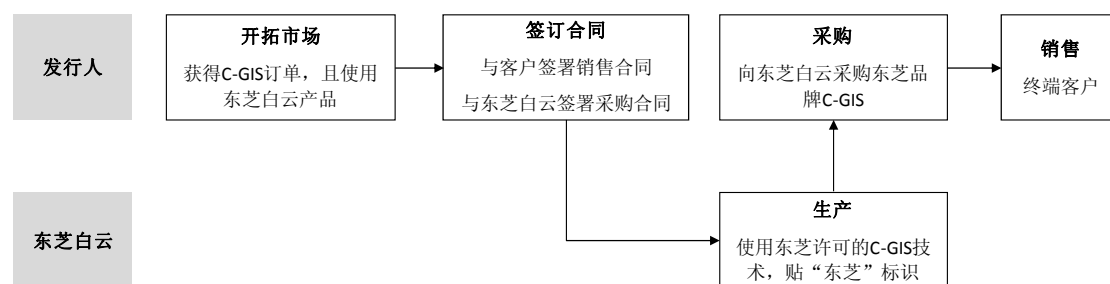 发行人
开拓市场
获得C-GIS订单，且使用
东芝白云产品
签订合同
与客户签署销售合同
与东芝白云签署采购合同
采购
向东芝白云采购东芝品
牌C-GIS
销售
终端客户
东芝白云
生产
使用东芝许可的C-GIS技
术，贴“东芝”标识